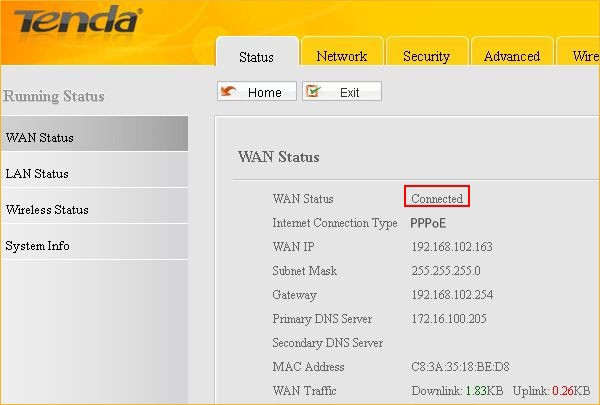 Tenda®
Status Network Security Advanced Wire
Running Status
Home Exit
WAN Status
LAN Status
Wireless Status
System Info
WAN Status
WAN Status Connected
Internet Connection Type PPPoE
WAN IP 192.168.102.163
Subnet Mask 255.255.255.0
Gateway 192.168.102.254
Primary DNS Server 172.16.100.205
Secondary DNS Server
MAC Address C8:3A:35:18:BE:D8
WAN Traffic Downlink: 1.83KB Uplink: 0.26KB